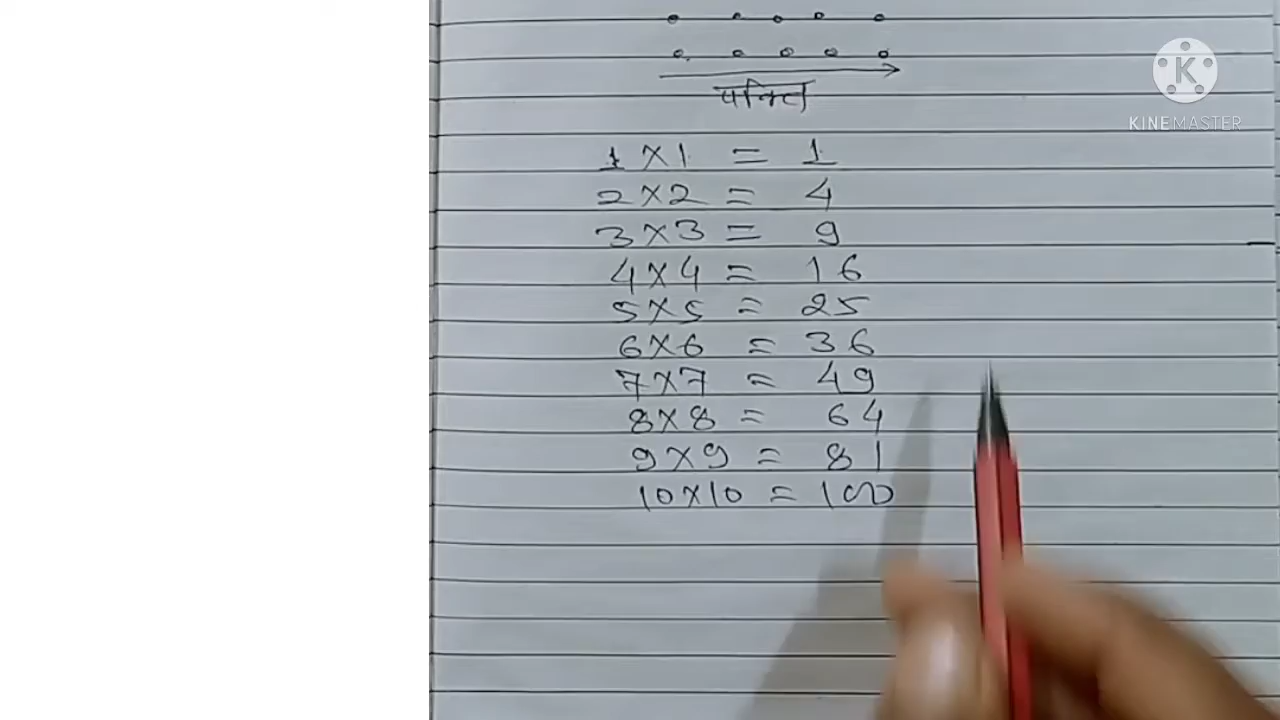 पंक्ति
1 × 1 = 1
2 × 2 = 4
3 × 3 = 9
4 × 4 = 16
5 × 5 = 25
6 × 6 = 36
7 × 7 = 49
8 × 8 = 64
9 × 9 = 81
10 × 10 = 100
KINEMASTER